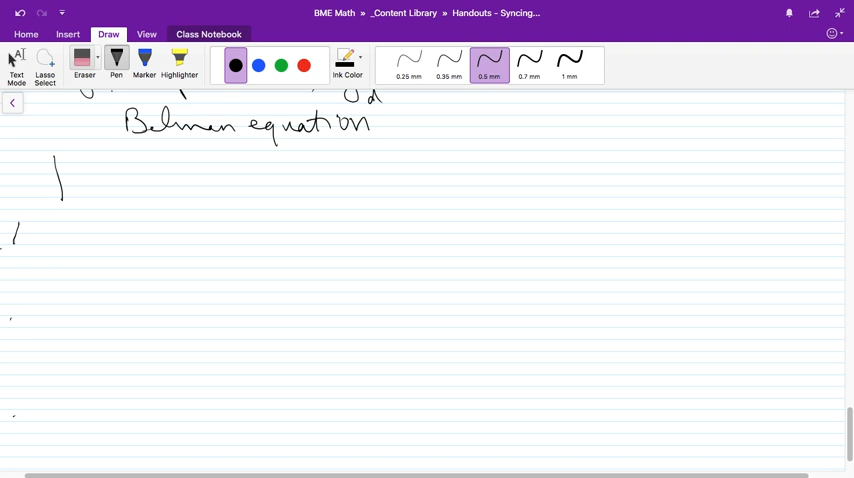 BME Math » _Content Library » Handouts - Syncing...
Home Insert Draw View Class Notebook
Text Mode
Lasso Select
Eraser
Pen
Marker
Highlighter
Ink Color
0.25 mm
0.35 mm
0.5 mm
0.7 mm
1 mm
Belman equation